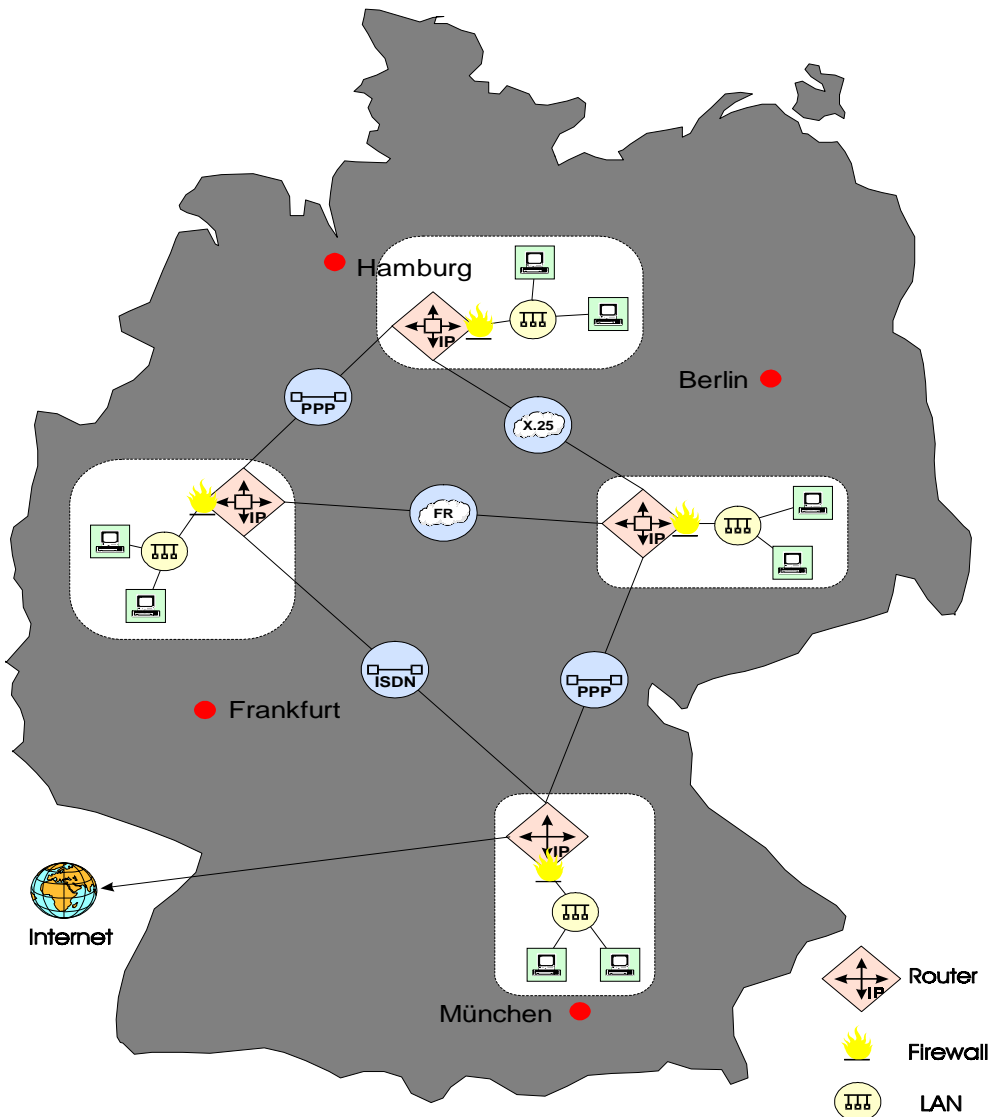 Hamburg
IP
Berlin
PPP
X.25
IP
FR
IP
ISDN
PPP
Frankfurt
IP
Internet
München
IP
Router
Firewall
LAN